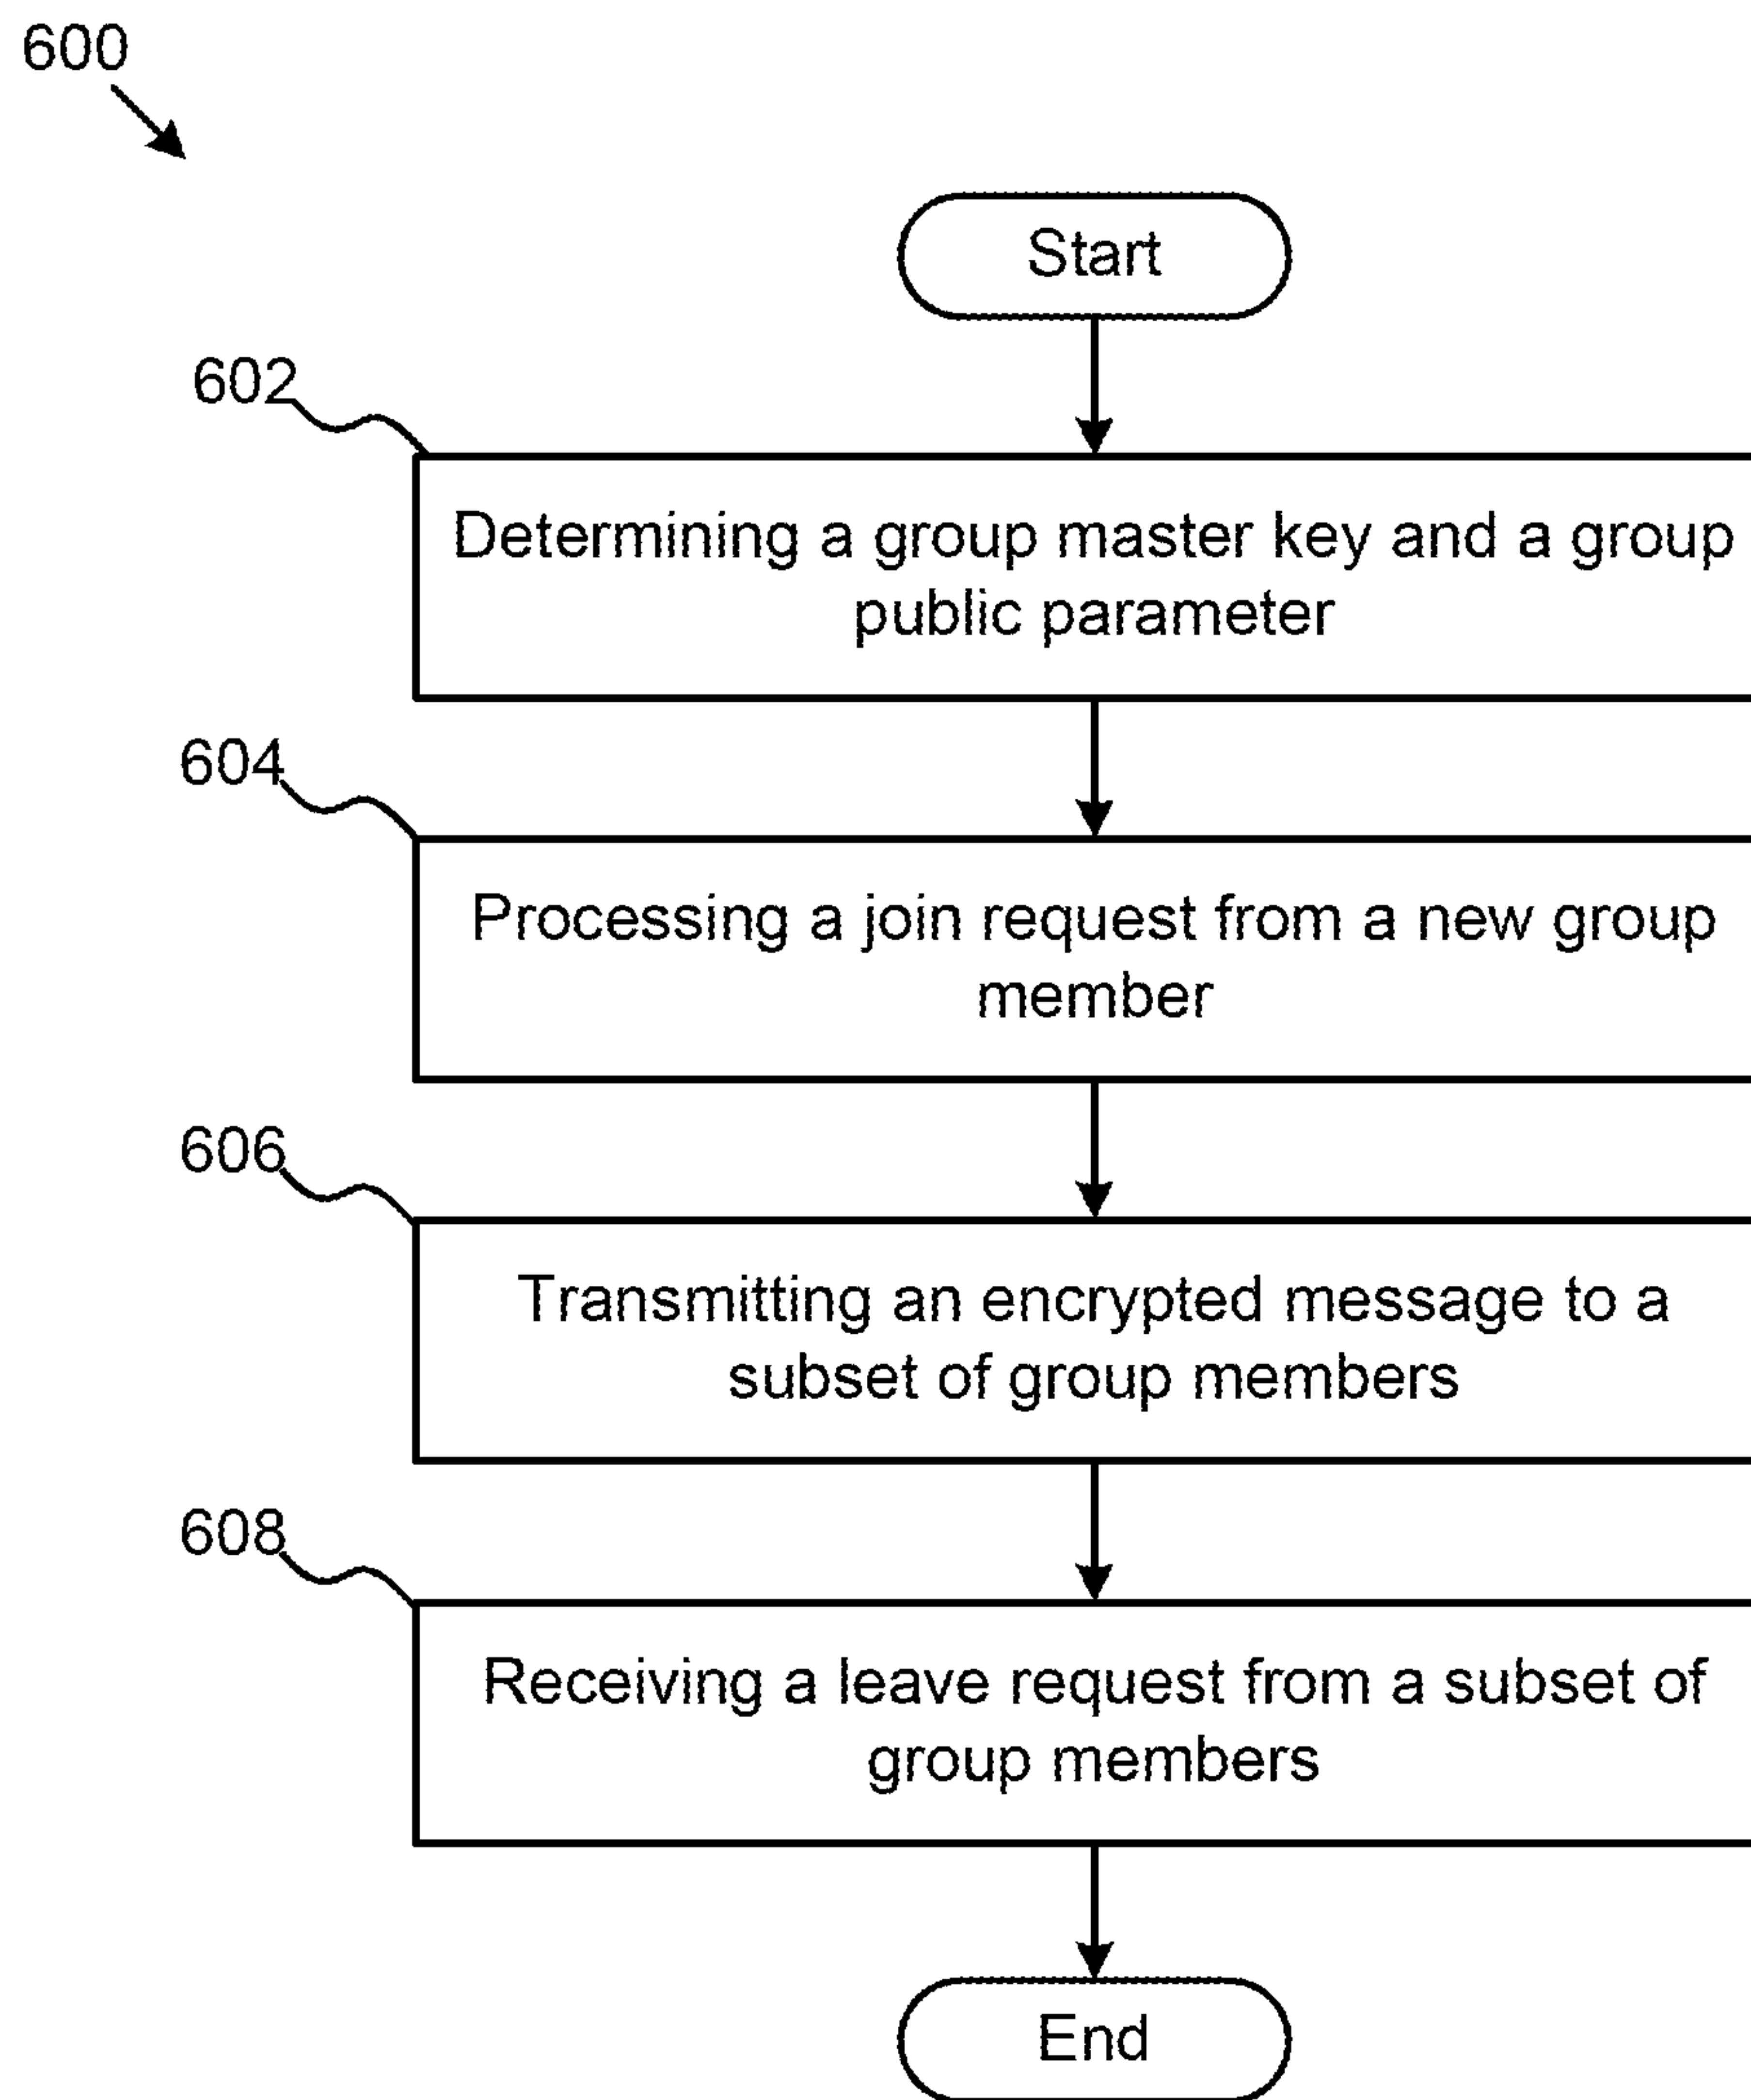 600
Start
602
Determining a group master key and a group
public parameter
604
Processing a join request from a new group
member
606
Transmitting an encrypted message to a
subset of group members
608
Receiving a leave request from a subset of
group members
End